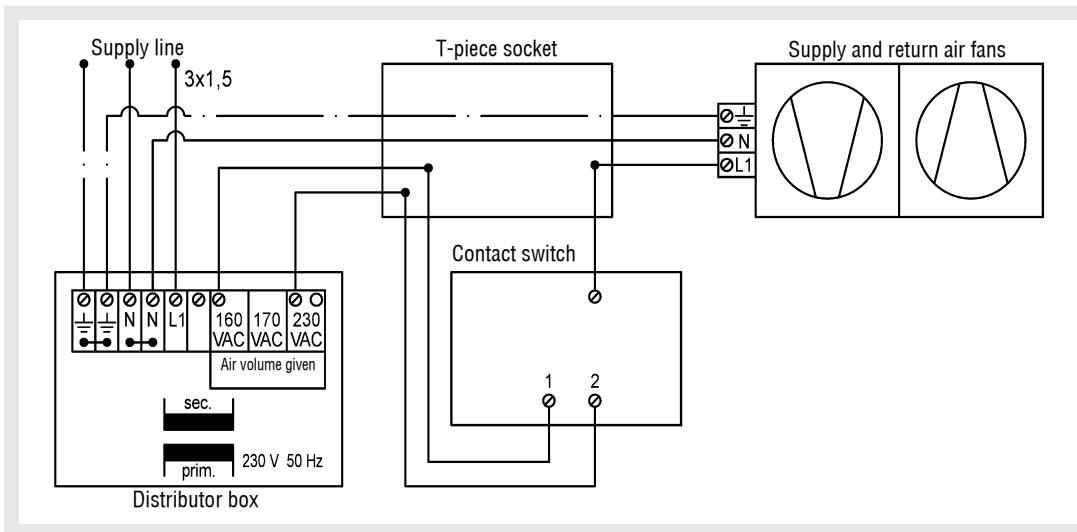 Supply line
3x1,5
T-piece socket
Supply and return air fans
N
L1
Contact switch
N N L1 160 VAC 170 VAC 230 VAC
Air volume given
1 2
sec.
prim.
230 V 50 Hz
Distributor box